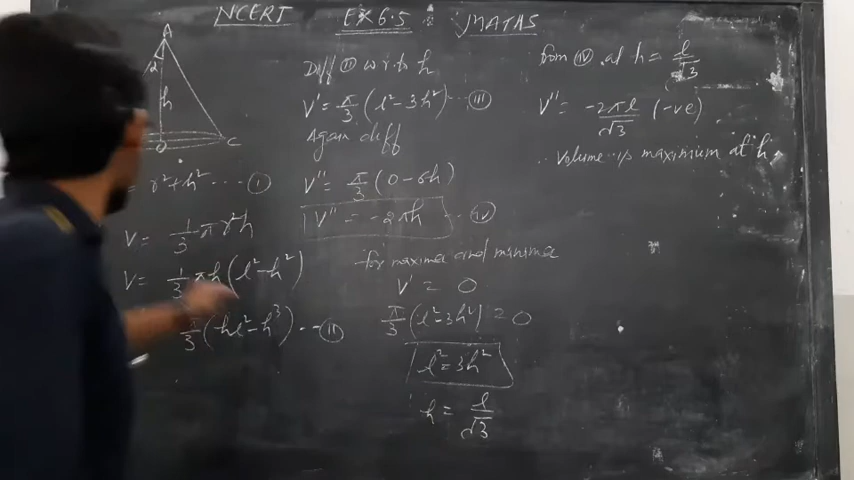 NCERT EX 6.5 MATHS
A
α
h
O C
= r²+h² ---- (I)
V = 1/3 πr²h
V = 1/3 πh(l²-h²)
π/3 (hl²-h³) --- (II)
Diff (II) w.r.to h
V' = π/3 (l²-3h²) --- (III)
Again diff
V'' = π/3 (0-6h)
V'' = -2πh --- (IV)
for maxima and minima
V' = 0
π/3 (l²-3h²) = 0
l² = 3h²
h = l/√3
from (IV) at h = l/√3
V'' = -2πl/√3 (-ve)
∴ Volume is maximum at h